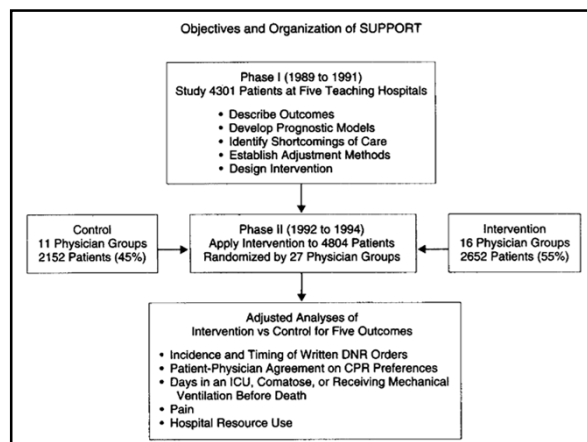 Objectives and Organization of SUPPORT
Phase I (1989 to 1991)
Study 4301 Patients at Five Teaching Hospitals
• Describe Outcomes
• Develop Prognostic Models
• Identify Shortcomings of Care
• Establish Adjustment Methods
• Design Intervention
Control
11 Physician Groups
2152 Patients (45%)
Phase II (1992 to 1994)
Apply Intervention to 4804 Patients
Randomized by 27 Physician Groups
Intervention
16 Physician Groups
2652 Patients (55%)
Adjusted Analyses of
Intervention vs Control for Five Outcomes
• Incidence and Timing of Written DNR Orders
• Patient-Physician Agreement on CPR Preferences
• Days in an ICU, Comatose, or Receiving Mechanical
Ventilation Before Death
• Pain
• Hospital Resource Use